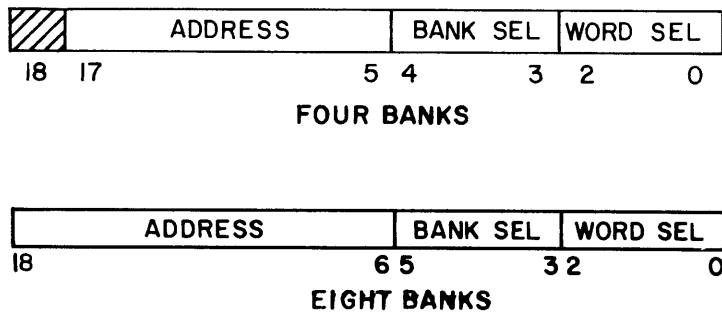 ADDRESS BANK SEL WORD SEL
18 17 5 4 3 2 0
FOUR BANKS
ADDRESS BANK SEL WORD SEL
18 6 5 3 2 0
EIGHT BANKS